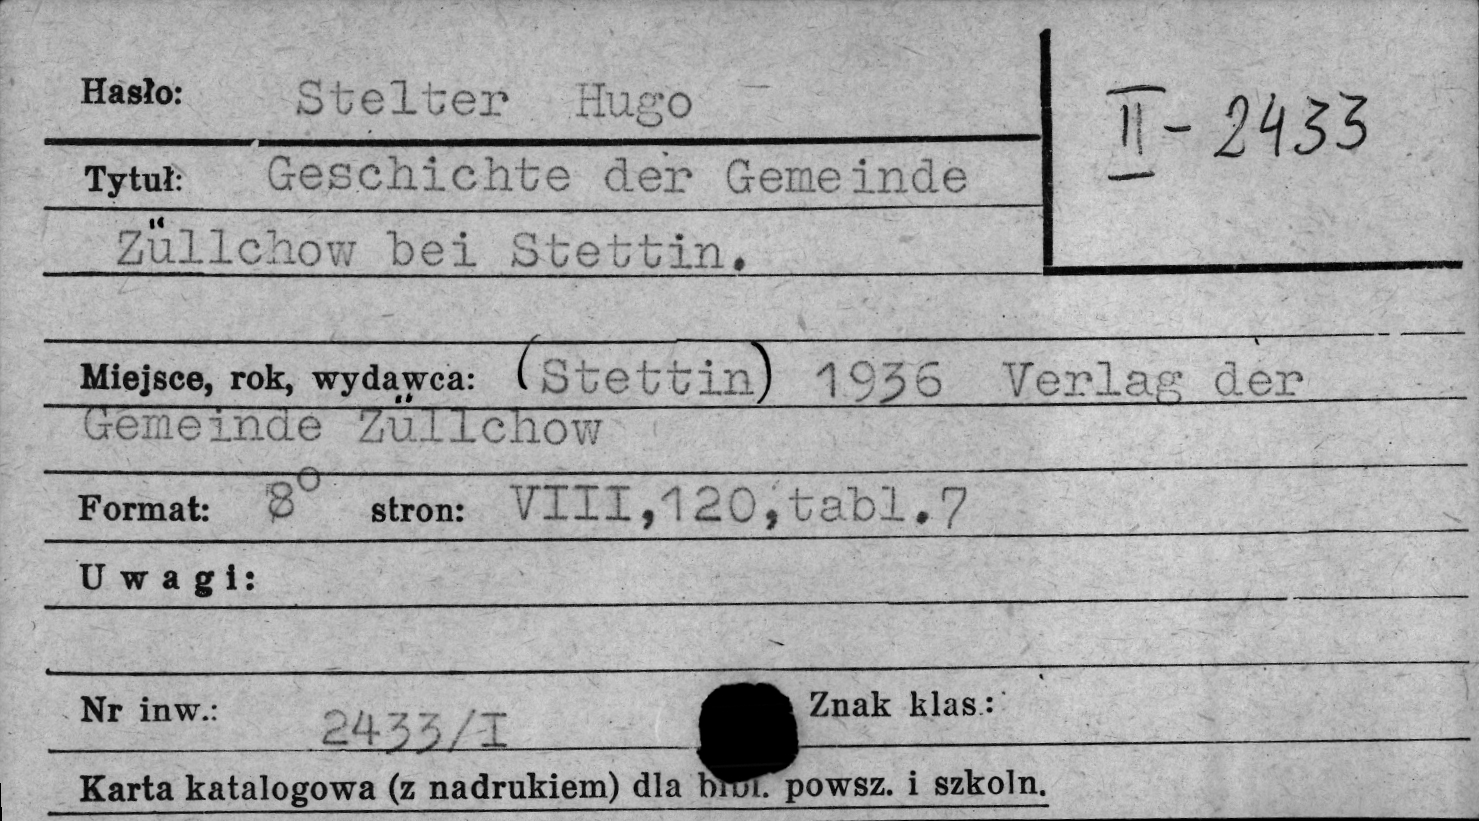 Hasło: Stelter Hugo
II - 2433
Tytuł: Geschichte der Gemeinde
Züllchow bei Stettin.
Miejsce, rok, wydawca: (Stettin) 1936 Verlag der
Gemeinde Züllchow
Format: 8° stron: VIII,120,tabl.7
Uwagi:
Nr inw.: 2433/I Znak klas.:
Karta katalogowa (z nadrukiem) dla bibl. powsz. i szkoln.